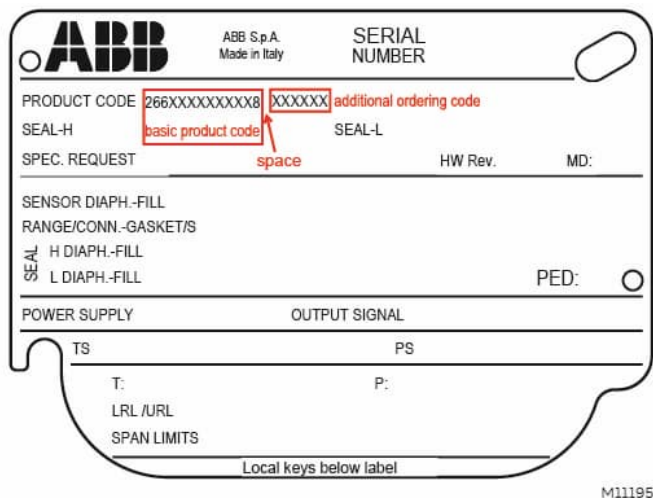 ABB
ABB S.p.A.
Made in Italy
SERIAL
NUMBER
PRODUCT CODE 266XXXXXXXXX8 XXXXXX additional ordering code
SEAL-H basic product code SEAL-L
SPEC. REQUEST space HW Rev. MD:
SENSOR DIAPH.-FILL
RANGE/CONN.-GASKET/S
SEAL
H DIAPH.-FILL
L DIAPH.-FILL
PED:
POWER SUPPLY OUTPUT SIGNAL
TS PS
T: P:
LRL /URL
SPAN LIMITS
Local keys below label
M11195